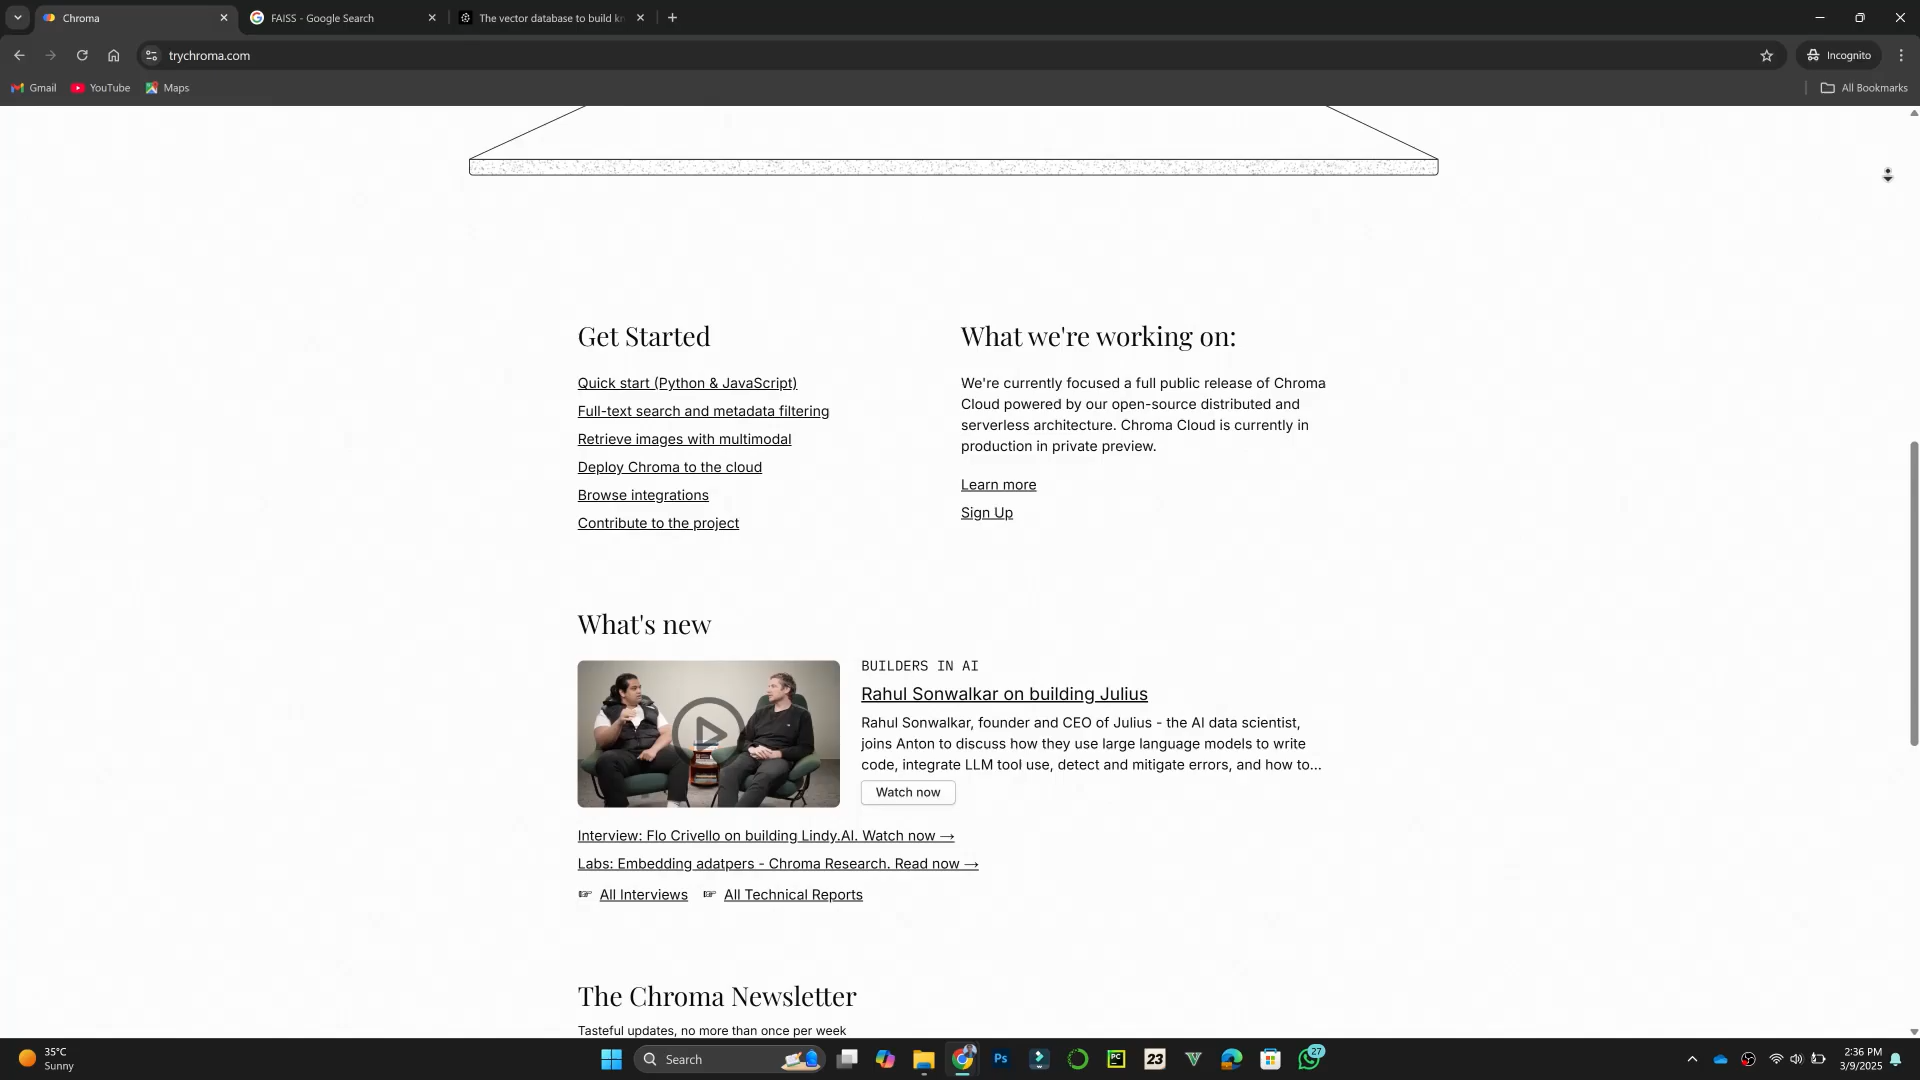 Chroma
FAISS - Google Search
The vector database to build kn
trychroma.com
Incognito
Gmail
YouTube
Maps
All Bookmarks
Get Started
Quick start (Python & JavaScript)
Full-text search and metadata filtering
Retrieve images with multimodal
Deploy Chroma to the cloud
Browse integrations
Contribute to the project
What we're working on:
We're currently focused a full public release of Chroma
Cloud powered by our open-source distributed and
serverless architecture. Chroma Cloud is currently in
production in private preview.
Learn more
Sign Up
What's new
BUILDERS IN AI
Rahul Sonwalkar on building Julius
Rahul Sonwalkar, founder and CEO of Julius - the AI data scientist,
joins Anton to discuss how they use large language models to write
code, integrate LLM tool use, detect and mitigate errors, and how to...
Watch now
Interview: Flo Crivello on building Lindy.AI. Watch now →
Labs: Embedding adatpers - Chroma Research. Read now →
☞ All Interviews ☞ All Technical Reports
The Chroma Newsletter
Tasteful updates, no more than once per week
35°C
Sunny
Search
Ps
PC
23
27
2:36 PM
3/9/2025